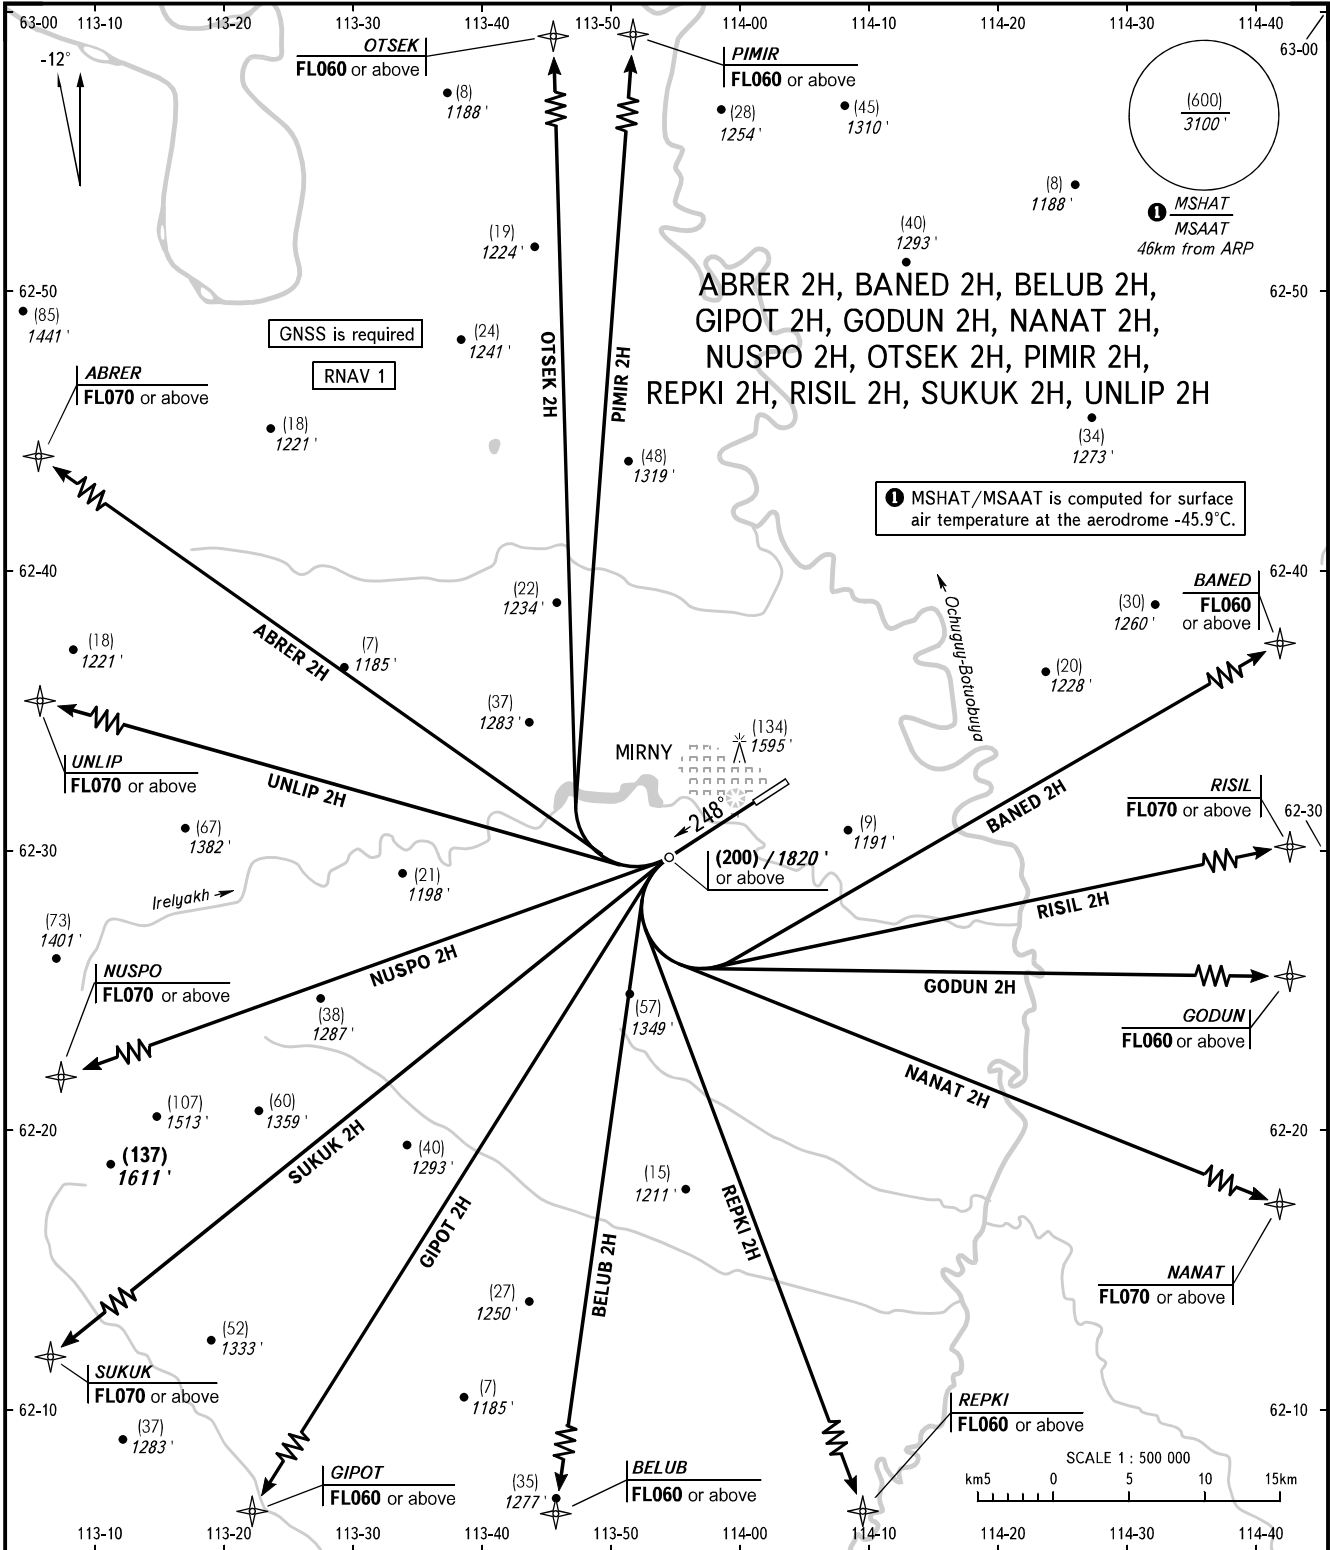 63-00 113-10 113-20 113-30 113-40 113-50 114-00 114-10 114-20 114-30 114-40
63-00
-12°
OTSEK
FL060 or above
PIMIR
FL060 or above
(8)
1188 '
(28)
1254 '
(45)
1310 '
(600)
3100 '
(8)
1188 '
1 MSHAT
MSAAT
46km from ARP
(19)
1224 '
(40)
1293 '
62-50
62-50
ABRER 2H, BANED 2H, BELUB 2H,
GIPOT 2H, GODUN 2H, NANAT 2H,
NUSPO 2H, OTSEK 2H, PIMIR 2H,
REPKI 2H, RISIL 2H, SUKUK 2H, UNLIP 2H
(85)
1441 '
GNSS is required
RNAV 1
(24)
1241 '
OTSEK 2H
PIMIR 2H
ABRER
FL070 or above
(18)
1221 '
(48)
1319 '
(34)
1273 '
1 MSHAT/MSAAT is computed for surface
air temperature at the aerodrome -45.9°C.
62-40
62-40
(22)
1234 '
Ochuguy-Botuobuya
(30)
1260 '
BANED
FL060
or above
ABRER 2H
(18)
1221 '
(7)
1185 '
(20)
1228 '
(37)
1283 '
MIRNY
(134)
1595 '
UNLIP
FL070 or above
UNLIP 2H
248°
BANED 2H
RISIL
FL070 or above
62-30
62-30
(67)
1382 '
(9)
1191 '
(200) / 1820 '
or above
(21)
1198 '
Irelyakh
RISIL 2H
(73)
1401 '
NUSPO 2H
NUSPO
FL070 or above
GODUN 2H
(38)
1287 '
(57)
1349 '
GODUN
FL060 or above
NANAT 2H
(107)
1513 '
(60)
1359 '
62-20
62-20
SUKUK 2H
(137)
1611 '
(40)
1293 '
(15)
1211 '
REPKI 2H
GIPOT 2H
BELUB 2H
NANAT
FL070 or above
(27)
1250 '
(52)
1333 '
SUKUK
FL070 or above
(7)
1185 '
REPKI
FL060 or above
62-10
62-10
(37)
1283 '
GIPOT
FL060 or above
(35)
1277 '
BELUB
FL060 or above
SCALE 1 : 500 000
km5 0 5 10 15km
113-10 113-20 113-30 113-40 113-50 114-00 114-10 114-20 114-30 114-40